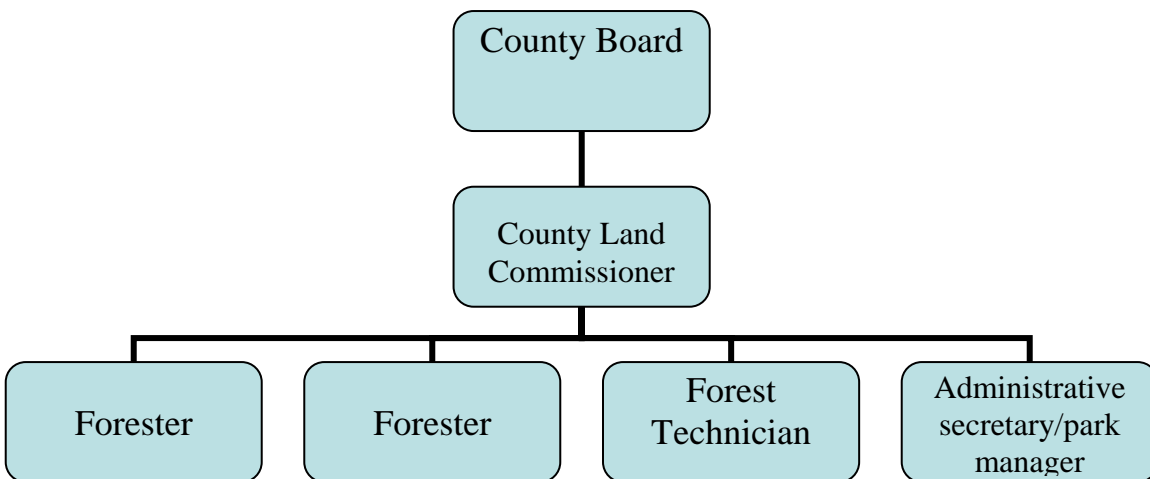 County Board
County Land
Commissioner
Forester
Forester
Forest
Technician
Administrative
secretary/park
manager